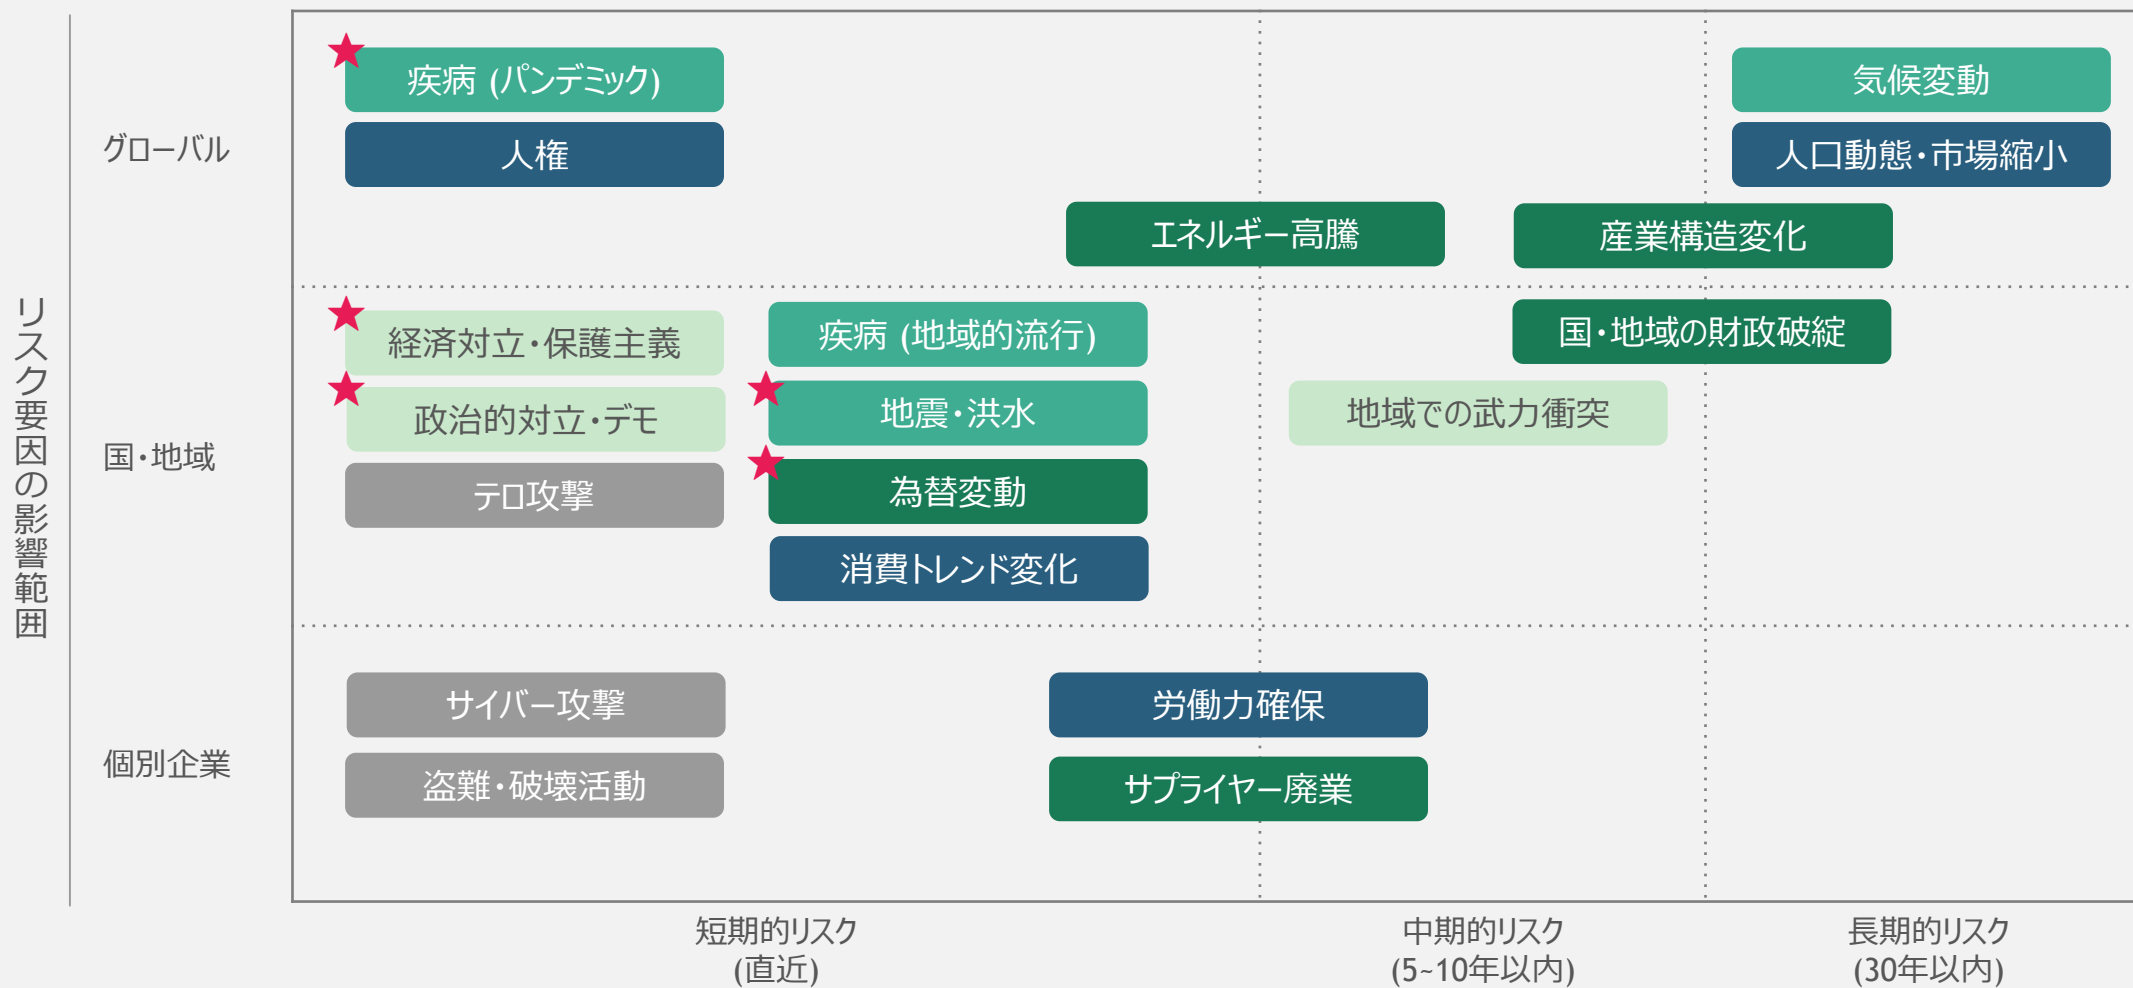 リスク要因の影響範囲
グローバル
疾病 (パンデミック)
人権
エネルギー高騰
産業構造変化
気候変動
人口動態・市場縮小
国・地域
経済対立・保護主義
政治的対立・デモ
テロ攻撃
疾病 (地域的流行)
地震・洪水
為替変動
消費トレンド変化
国・地域の財政破綻
地域での武力衝突
個別企業
サイバー攻撃
盗難・破壊活動
労働力確保
サプライヤー廃業
短期的リスク
(直近)
中期的リスク
(5~10年以内)
長期的リスク
(30年以内)